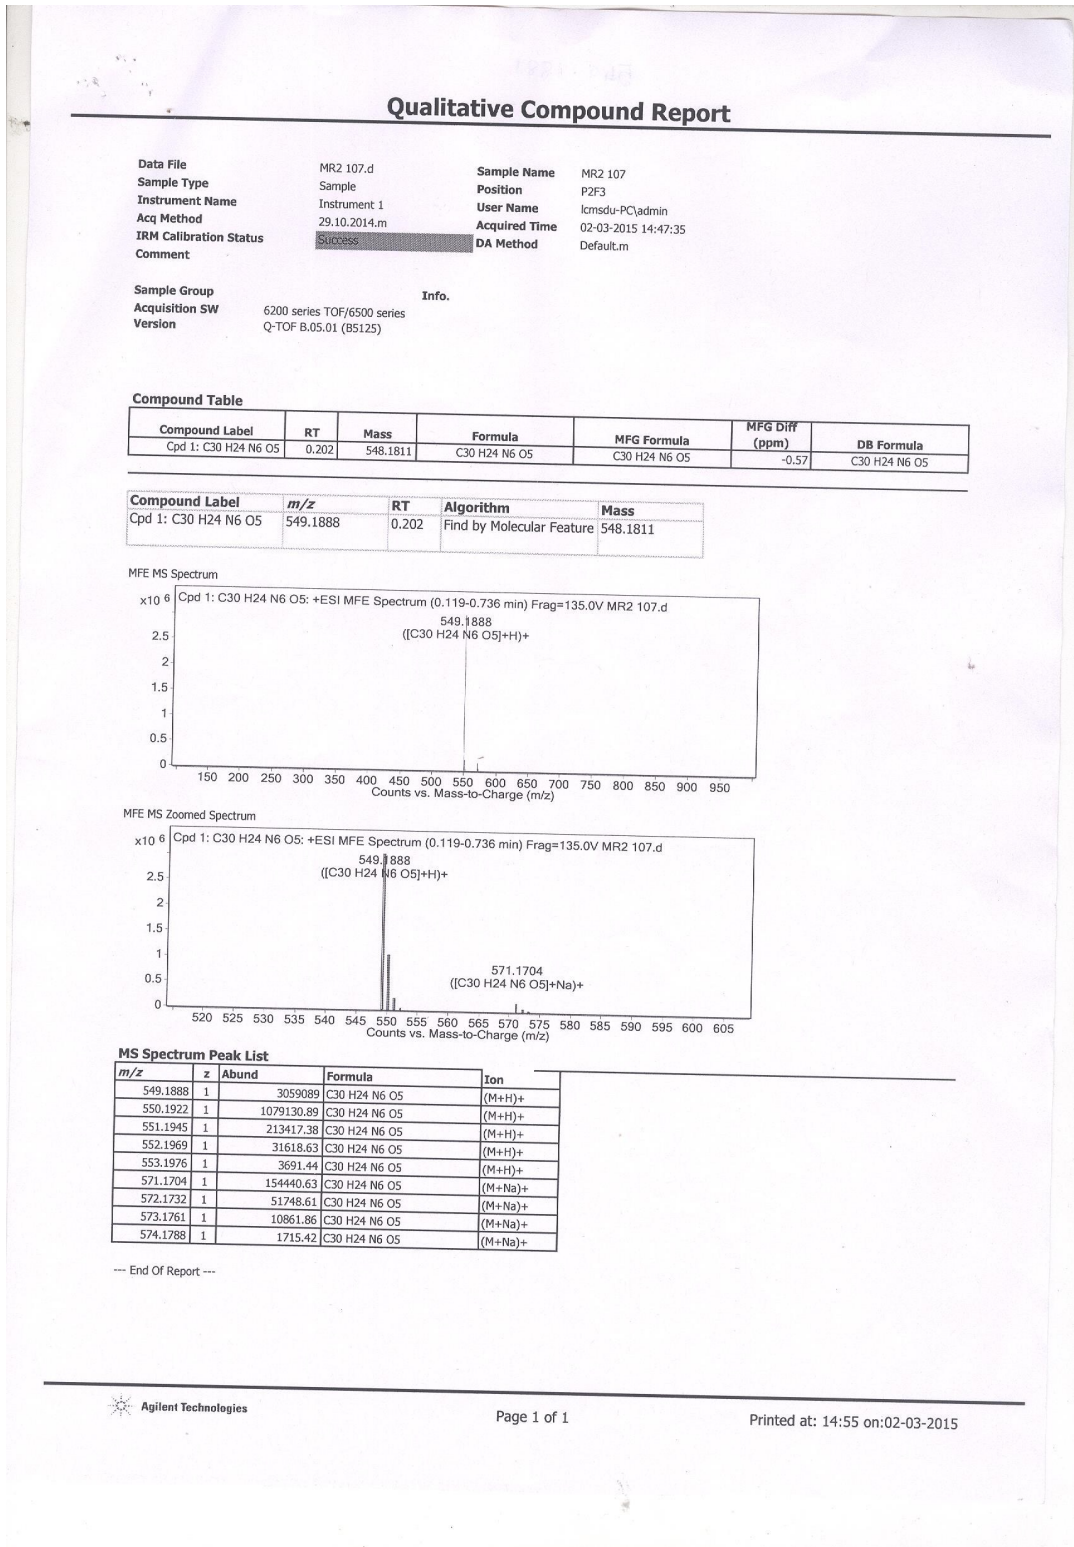 Qualitative Compound Report
Data File MR2 107.d Sample Name MR2 107
Sample Type Sample Position P2F3
Instrument Name Instrument 1 User Name lcmsdu-PC\admin
Acq Method 29.10.2014.m Acquired Time 02-03-2015 14:47:35
IRM Calibration Status Success DA Method Default.m
Comment
Sample Group Info.
Acquisition SW 6200 series TOF/6500 series
Version Q-TOF B.05.01 (B5125)
Compound Table
Compound Label RT Mass Formula MFG Formula MFG Diff (ppm) DB Formula
Cpd 1: C30 H24 N6 O5 0.202 548.1811 C30 H24 N6 O5 C30 H24 N6 O5 -0.57 C30 H24 N6 O5
Compound Label m/z RT Algorithm Mass
Cpd 1: C30 H24 N6 O5 549.1888 0.202 Find by Molecular Feature 548.1811
MFE MS Spectrum
x10 6 Cpd 1: C30 H24 N6 O5: +ESI MFE Spectrum (0.119-0.736 min) Frag=135.0V MR2 107.d
549.1888
([C30 H24 N6 O5]+H)+
2.5
2
1.5
1
0.5
0
150 200 250 300 350 400 450 500 550 600 650 700 750 800 850 900 950
Counts vs. Mass-to-Charge (m/z)
MFE MS Zoomed Spectrum
x10 6 Cpd 1: C30 H24 N6 O5: +ESI MFE Spectrum (0.119-0.736 min) Frag=135.0V MR2 107.d
549.1888
([C30 H24 N6 O5]+H)+
2.5
2
1.5
1
571.1704
0.5
([C30 H24 N6 O5]+Na)+
0
520 525 530 535 540 545 550 555 560 565 570 575 580 585 590 595 600 605
Counts vs. Mass-to-Charge (m/z)
MS Spectrum Peak List
m/z z Abund Formula Ion
549.1888 1 3059089 C30 H24 N6 O5 (M+H)+
550.1922 1 1079130.89 C30 H24 N6 O5 (M+H)+
551.1945 1 213417.38 C30 H24 N6 O5 (M+H)+
552.1969 1 31618.63 C30 H24 N6 O5 (M+H)+
553.1976 1 3691.44 C30 H24 N6 O5 (M+H)+
571.1704 1 154440.63 C30 H24 N6 O5 (M+Na)+
572.1732 1 51748.61 C30 H24 N6 O5 (M+Na)+
573.1761 1 10861.86 C30 H24 N6 O5 (M+Na)+
574.1788 1 1715.42 C30 H24 N6 O5 (M+Na)+
--- End Of Report ---
Agilent Technologies
Page 1 of 1
Printed at: 14:55 on:02-03-2015